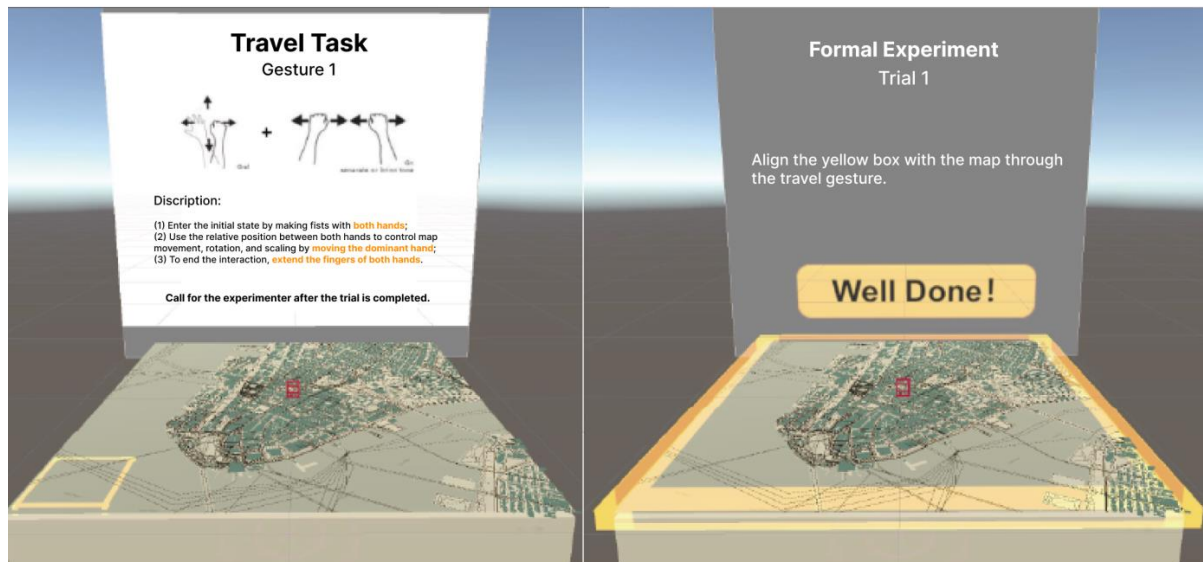 Travel Task
Gesture 1
+
Discription:
(1) Enter the initial state by making fists with both hands;
(2) Use the relative position between both hands to control map
movement, rotation, and scaling by moving the dominant hand;
(3) To end the interaction, extend the fingers of both hands.
Call for the experimenter after the trial is completed.
Formal Experiment
Trial 1
Align the yellow box with the map through
the travel gesture.
Well Done!